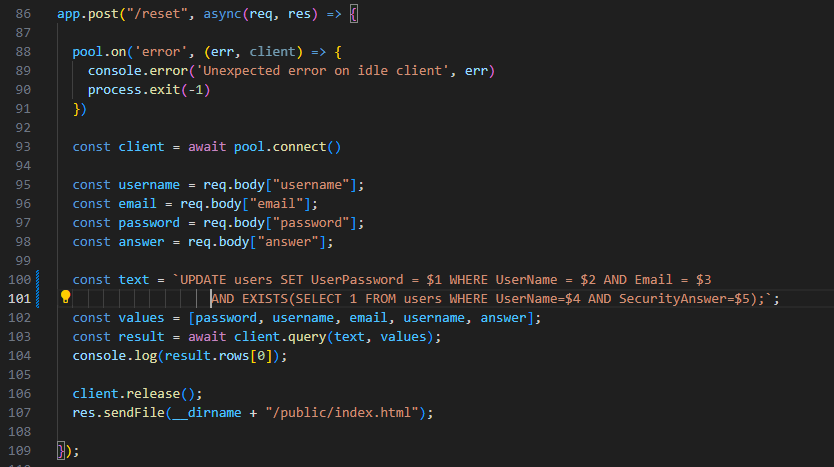 86 app.post("/reset", async(req, res) => {
87
88 pool.on('error', (err, client) => {
89 console.error('Unexpected error on idle client', err)
90 process.exit(-1)
91 })
92
93 const client = await pool.connect()
94
95 const username = req.body["username"];
96 const email = req.body["email"];
97 const password = req.body["password"];
98 const answer = req.body["answer"];
99
100 const text = `UPDATE users SET UserPassword = $1 WHERE UserName = $2 AND Email = $3
101 AND EXISTS(SELECT 1 FROM users WHERE UserName=$4 AND SecurityAnswer=$5);`;
102 const values = [password, username, email, username, answer];
103 const result = await client.query(text, values);
104 console.log(result.rows[0]);
105
106 client.release();
107 res.sendFile(__dirname + "/public/index.html");
108
109 });